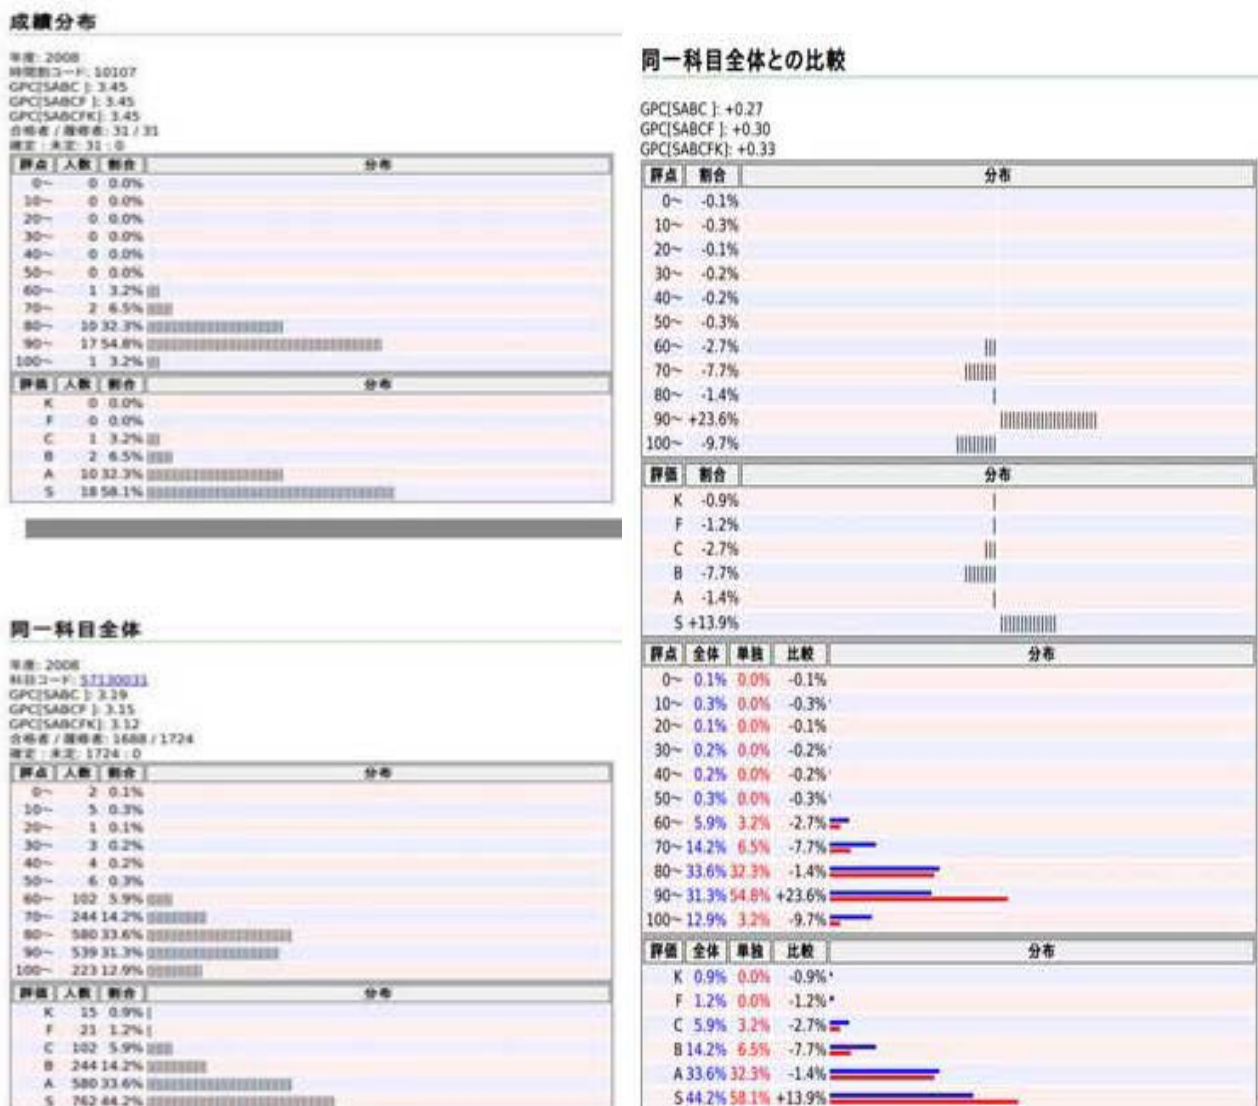 成績分布
年度: 2008
時間割コード: 10107
GPC[SABC ]: 3.45
GPC[SABCF ]: 3.45
GPC[SABCFK]: 3.45
合格者 / 履修者: 31 / 31
確定 : 未定: 31 : 0
評点 人数 割合 分布
0~ 0 0.0%
10~ 0 0.0%
20~ 0 0.0%
30~ 0 0.0%
40~ 0 0.0%
50~ 0 0.0%
60~ 1 3.2%
70~ 2 6.5%
80~ 10 32.3%
90~ 17 54.8%
100~ 1 3.2%
評価 人数 割合 分布
K 0 0.0%
F 0 0.0%
C 1 3.2%
B 2 6.5%
A 10 32.3%
S 18 58.1%
同一科目全体
年度: 2008
科目コード: 57130031
GPC[SABC ]: 3.19
GPC[SABCF ]: 3.15
GPC[SABCFK]: 3.12
合格者 / 履修者: 1688 / 1724
確定 : 未定: 1724 : 0
評点 人数 割合 分布
0~ 2 0.1%
10~ 5 0.3%
20~ 1 0.1%
30~ 3 0.2%
40~ 4 0.2%
50~ 6 0.3%
60~ 102 5.9%
70~ 244 14.2%
80~ 580 33.6%
90~ 539 31.3%
100~ 223 12.9%
評価 人数 割合 分布
K 15 0.9%
F 21 1.2%
C 102 5.9%
B 244 14.2%
A 580 33.6%
S 762 44.2%
同一科目全体との比較
GPC[SABC ]: +0.27
GPC[SABCF ]: +0.30
GPC[SABCFK]: +0.33
評点 割合 分布
0~ -0.1%
10~ -0.3%
20~ -0.1%
30~ -0.2%
40~ -0.2%
50~ -0.3%
60~ -2.7%
70~ -7.7%
80~ -1.4%
90~ +23.6%
100~ -9.7%
評価 割合 分布
K -0.9%
F -1.2%
C -2.7%
B -7.7%
A -1.4%
S +13.9%
評点 全体 単独 比較 分布
0~ 0.1% 0.0% -0.1%
10~ 0.3% 0.0% -0.3%
20~ 0.1% 0.0% -0.1%
30~ 0.2% 0.0% -0.2%
40~ 0.2% 0.0% -0.2%
50~ 0.3% 0.0% -0.3%
60~ 5.9% 3.2% -2.7%
70~ 14.2% 6.5% -7.7%
80~ 33.6% 32.3% -1.4%
90~ 31.3% 54.8% +23.6%
100~ 12.9% 3.2% -9.7%
評価 全体 単独 比較 分布
K 0.9% 0.0% -0.9%
F 1.2% 0.0% -1.2%
C 5.9% 3.2% -2.7%
B 14.2% 6.5% -7.7%
A 33.6% 32.3% -1.4%
S 44.2% 58.1% +13.9%